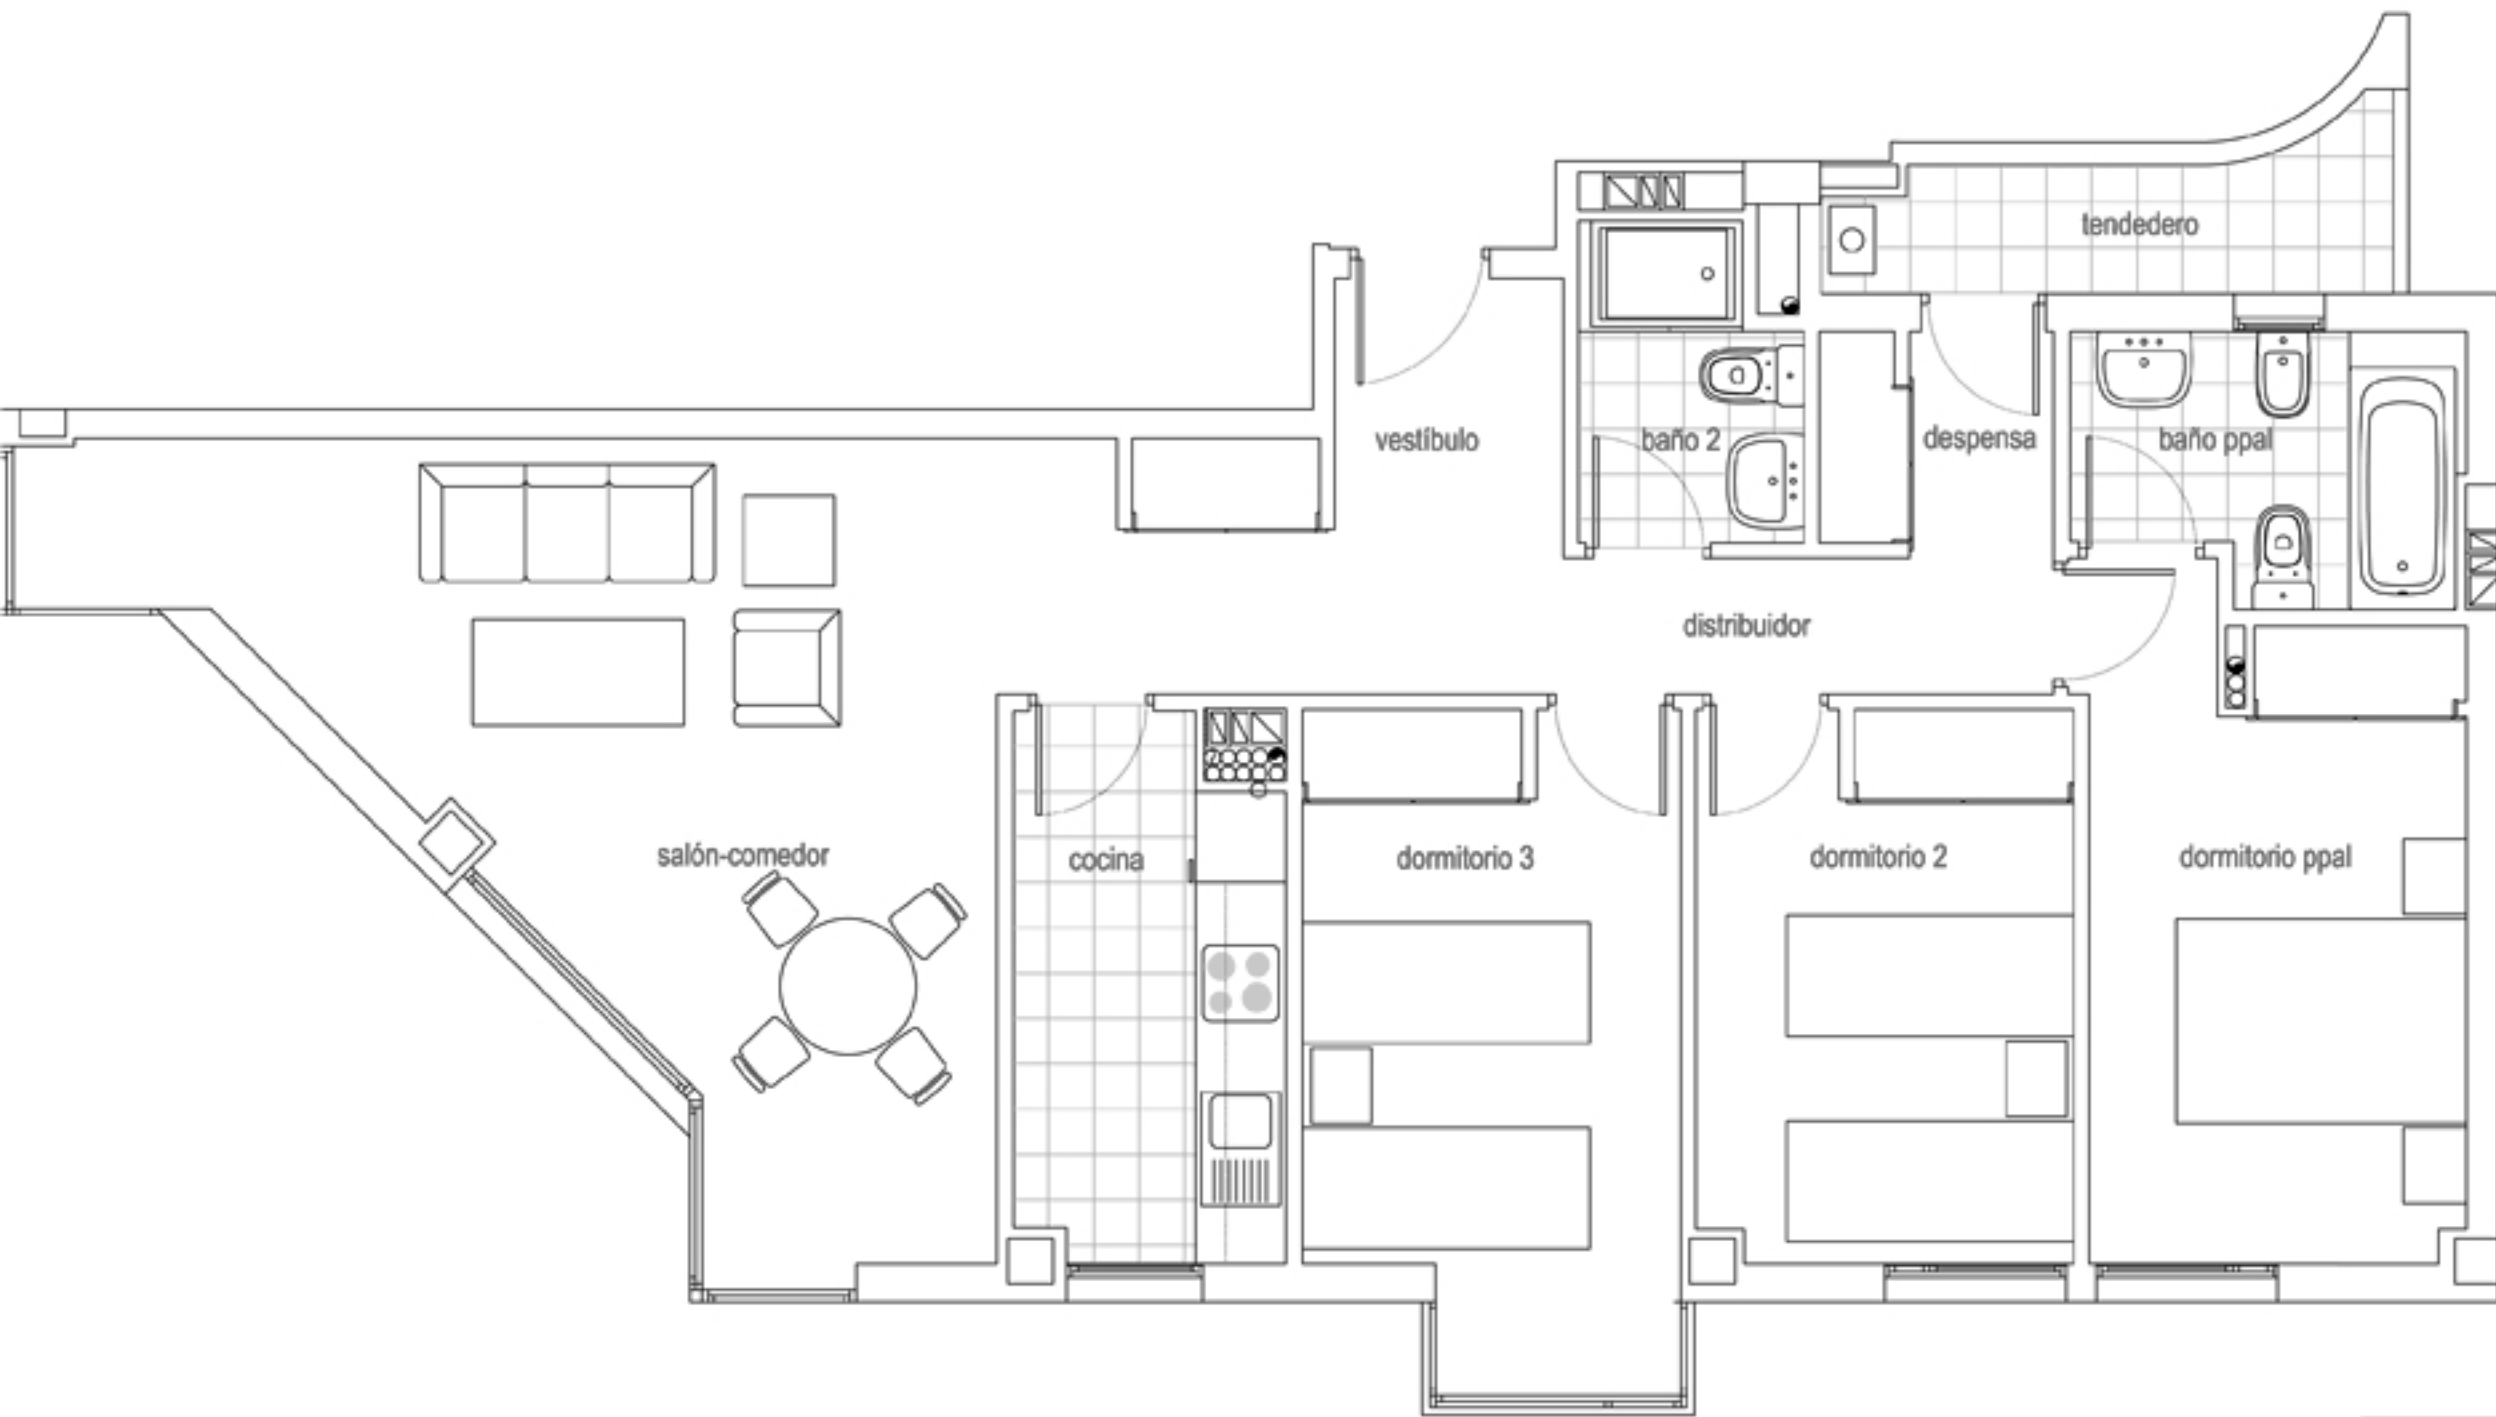 tendedero
vestíbulo
baño 2
despensa
baño ppal
distribuidor
salón-comedor
cocina
dormitorio 3
dormitorio 2
dormitorio ppal